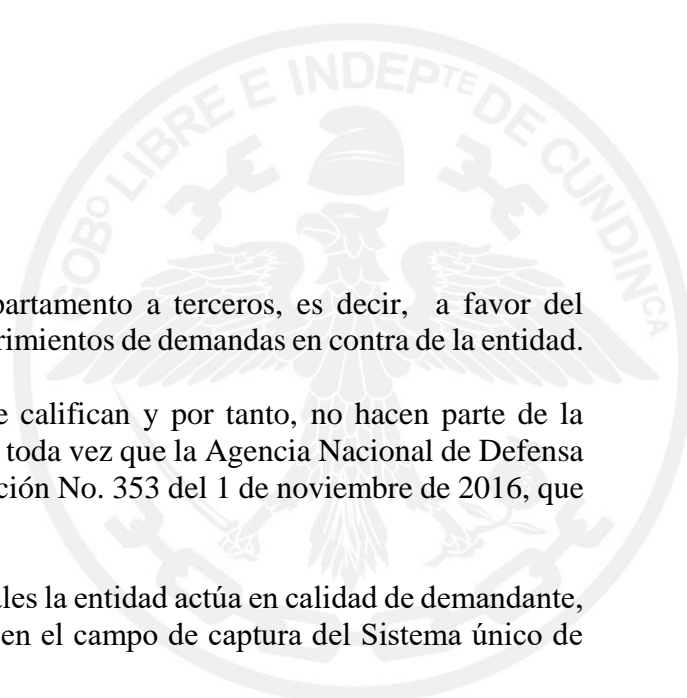 GOBº LIBRE E INDEPTE DE CUNDINCA
partamento a terceros, es decir, a favor del
rimientos de demandas en contra de la entidad.
e califican y por tanto, no hacen parte de la
toda vez que la Agencia Nacional de Defensa
ción No. 353 del 1 de noviembre de 2016, que
ales la entidad actúa en calidad de demandante,
en el campo de captura del Sistema único de